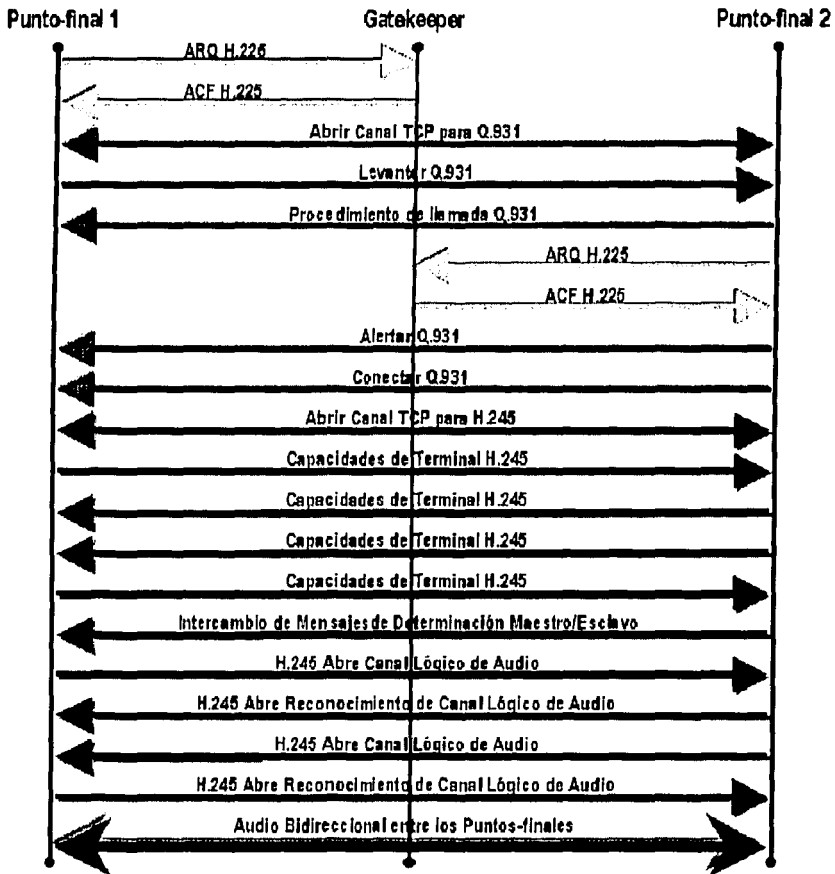 Punto-final 1 Gatekeeper Punto-final 2
ARQ H.225
ACF H.225
Abrir Canal TCP para Q.931
Levantar Q.931
Procedimiento de llamada Q.931
ARQ H.225
ACF H.225
Alertar Q.931
Conectar Q.931
Abrir Canal TCP para H.245
Capacidades de Terminal H.245
Capacidades de Terminal H.245
Capacidades de Terminal H.245
Capacidades de Terminal H.245
Intercambio de Mensajes de Determinación Maestro/Esclavo
H.245 Abre Canal Lógico de Audio
H.245 Abre Reconocimiento de Canal Lógico de Audio
H.245 Abre Canal Lógico de Audio
H.245 Abre Reconocimiento de Canal Lógico de Audio
Audio Bidireccional entre los Puntos-finales